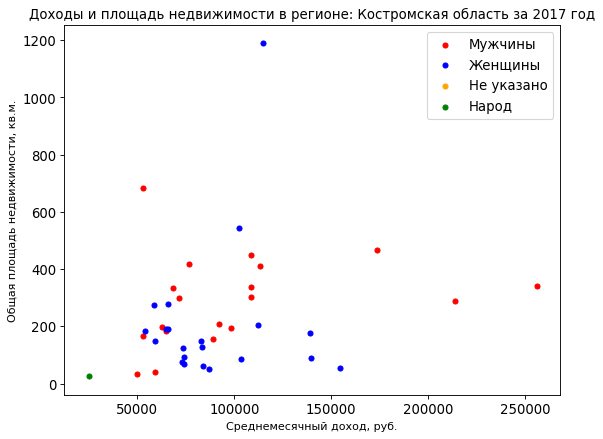 Доходы и площадь недвижимости в регионе: Костромская область за 2017 год
Мужчины
Женщины
Не указано
Народ
Общая площадь недвижимости, кв.м.
1200
1000
800
600
400
200
0
50000 100000 150000 200000 250000
Среднемесячный доход, руб.